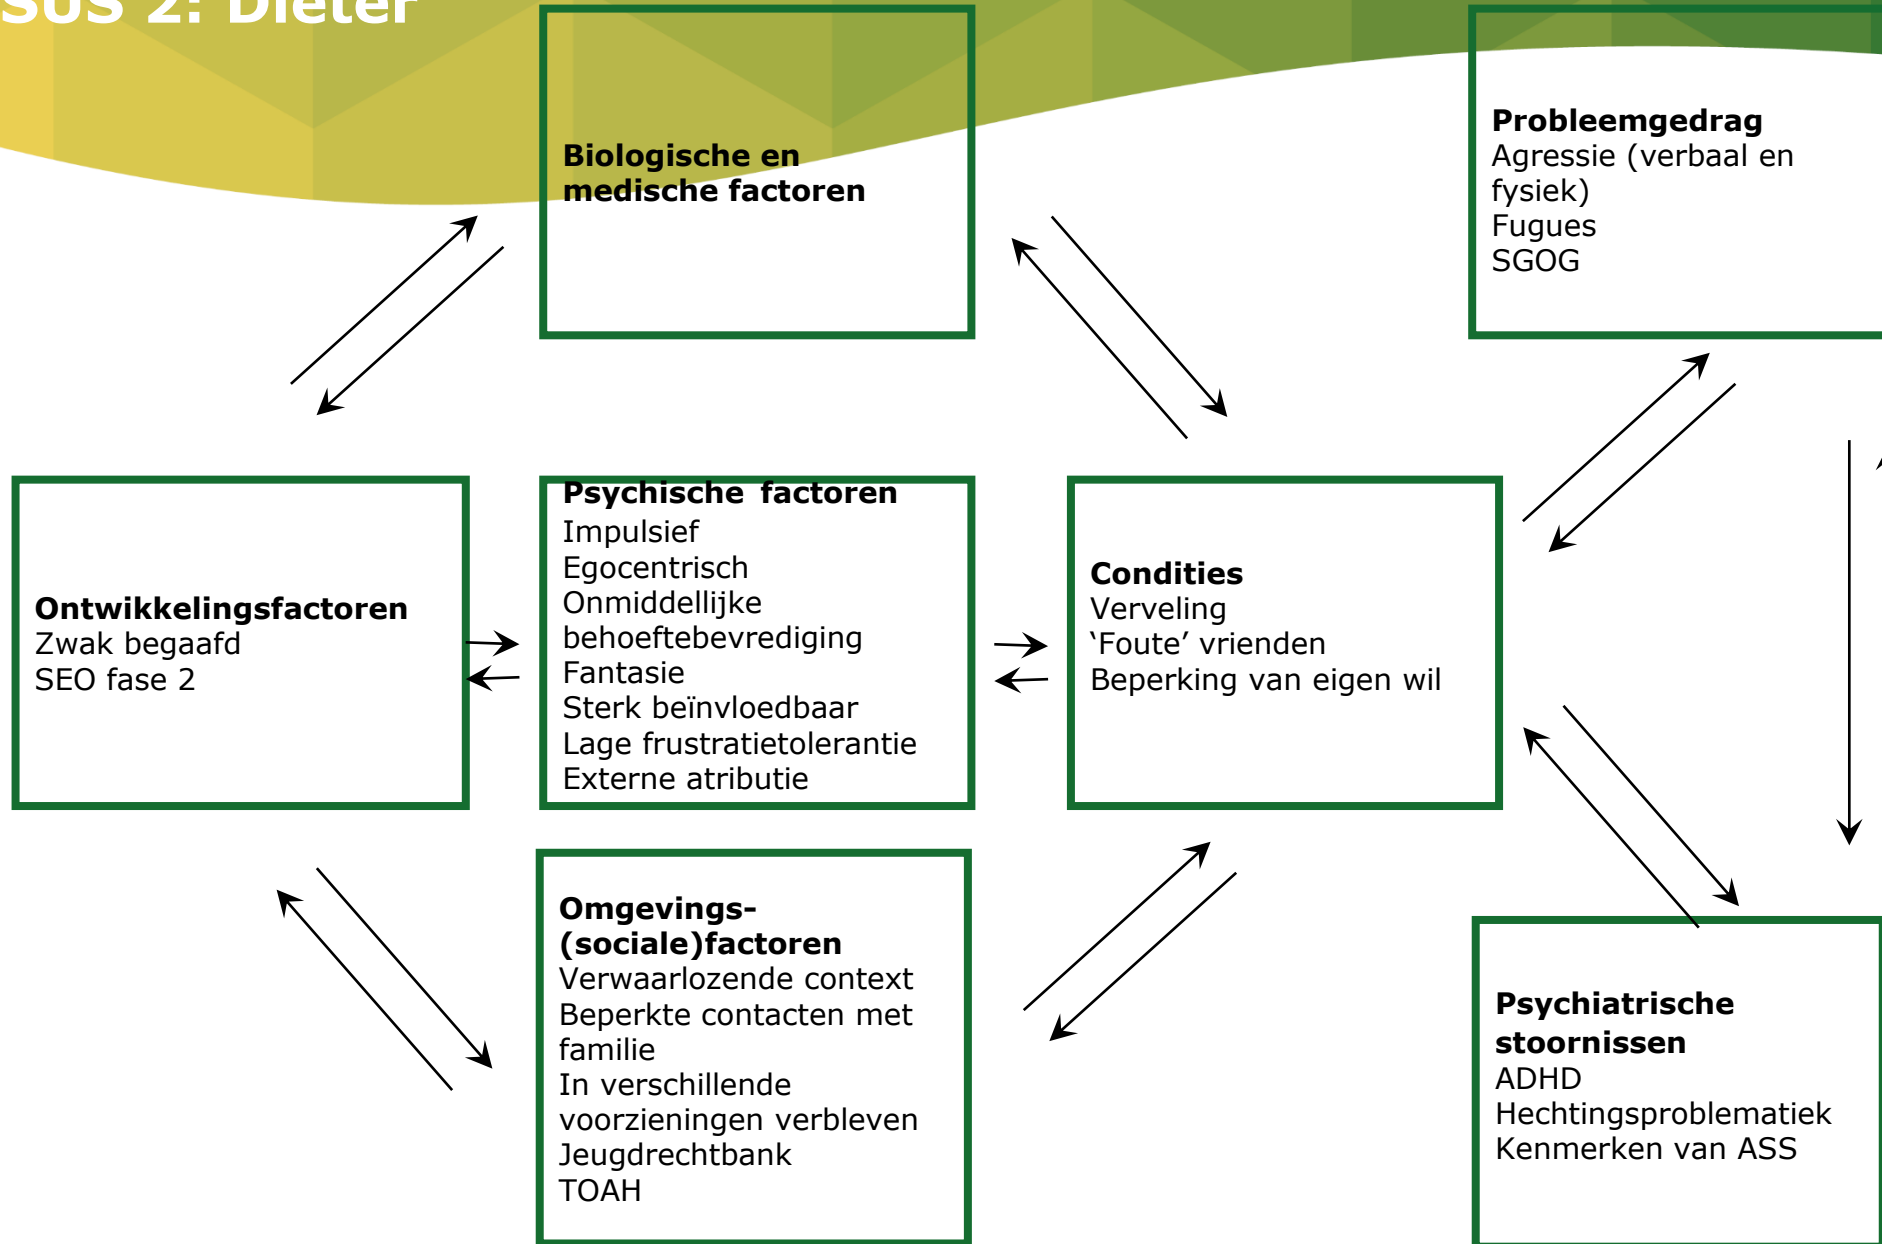 SUS 2: Dieter
Biologische en
medische factoren
Probleemgedrag
Agressie (verbaal en
fysiek)
Fugues
SGOG
Ontwikkelingsfactoren
Zwak begaafd
SEO fase 2
Psychische factoren
Impulsief
Egocentrisch
Onmiddellijke
behoeftebevrediging
Fantasie
Sterk beïnvloedbaar
Lage frustratietolerantie
Externe atributie
Condities
Verveling
‘Foute’ vrienden
Beperking van eigen wil
Omgevings-
(sociale)factoren
Verwaarlozende context
Beperkte contacten met
familie
In verschillende
voorzieningen verbleven
Jeugdrechtbank
TOAH
Psychiatrische
stoornissen
ADHD
Hechtingsproblematiek
Kenmerken van ASS